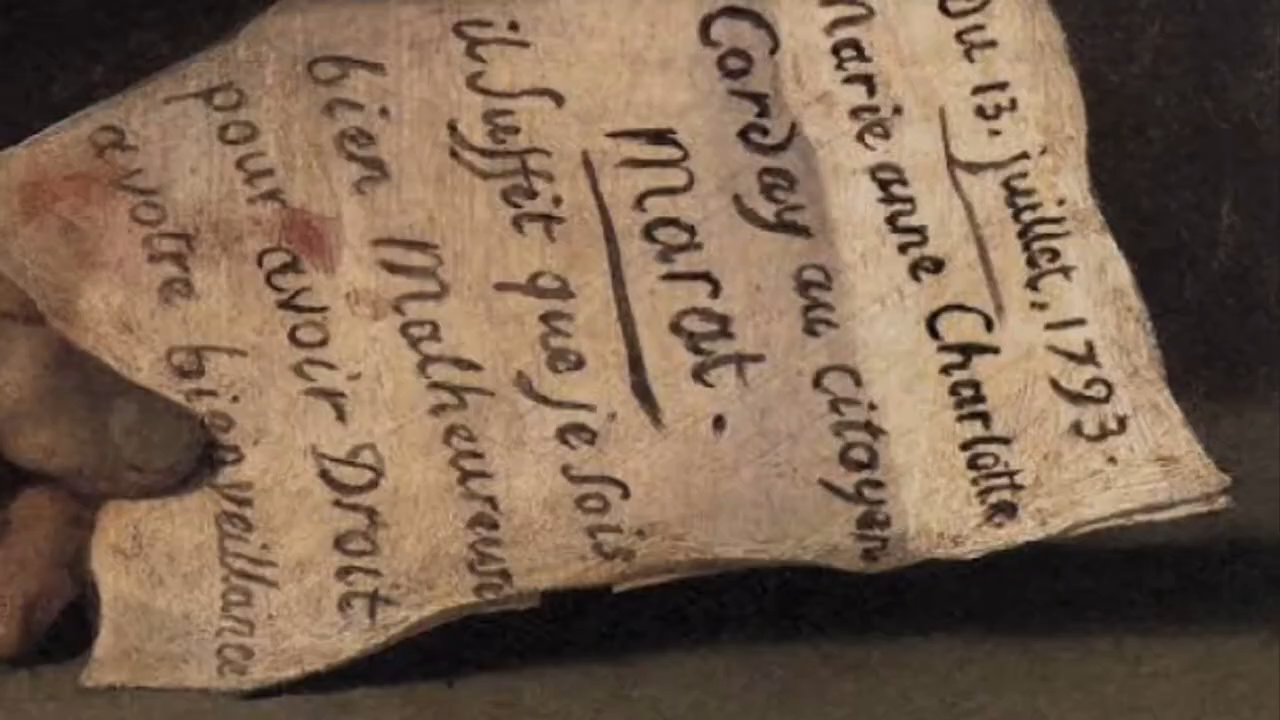 Du 13. juillet, 1793.
Marie anne Charlotte
Corday au citoyen
Marat.
il suffit que je sois
bien Malheureuse
pour avoir Droit
a votre bienveillance